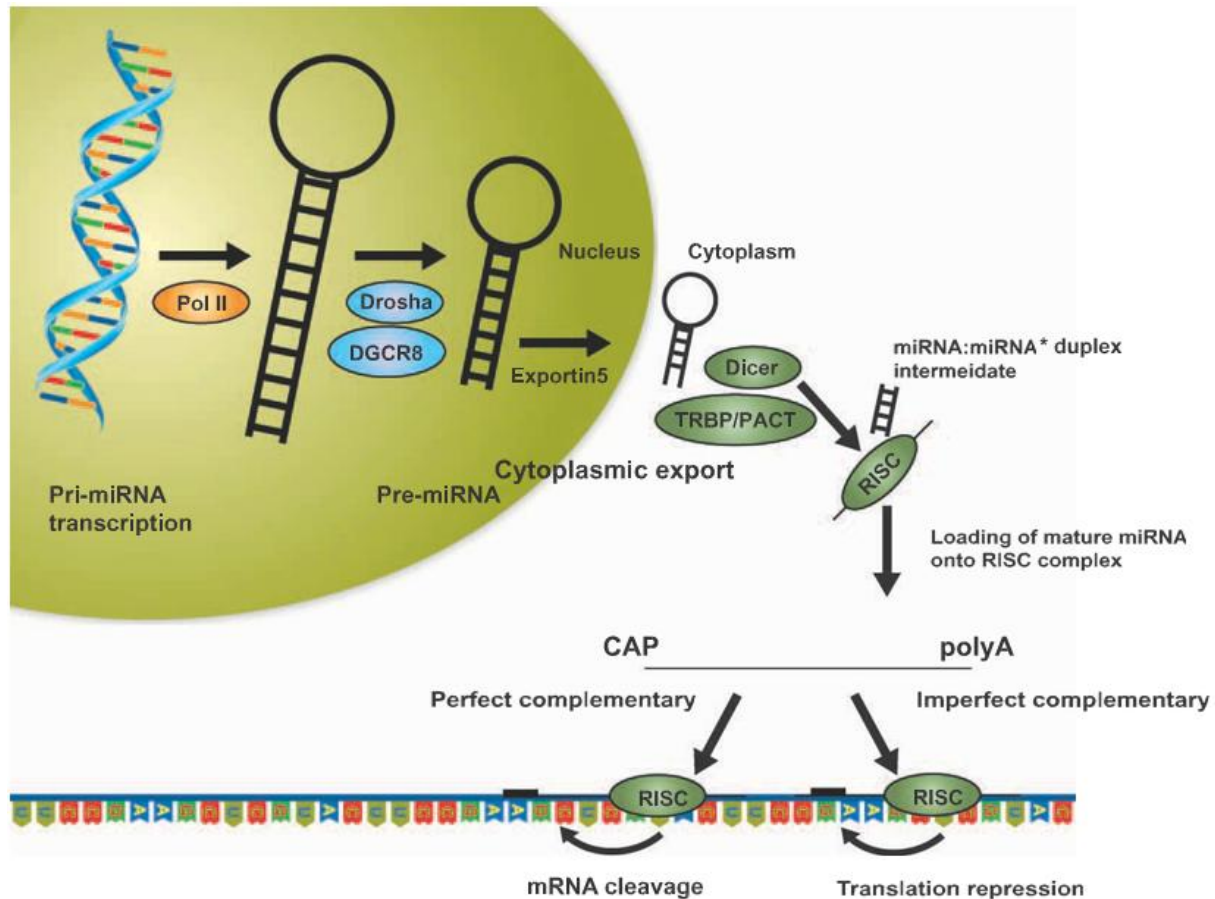 Pol II
Drosha
DGCR8
Nucleus
Exportin5
Cytoplasm
Dicer
TRBP/PACT
miRNA:miRNA* duplex
intermeidate
RISC
Cytoplasmic export
Pri-miRNA
transcription
Pre-miRNA
Loading of mature miRNA
onto RISC complex
CAP
polyA
Perfect complementary
Imperfect complementary
RISC
RISC
mRNA cleavage
Translation repression